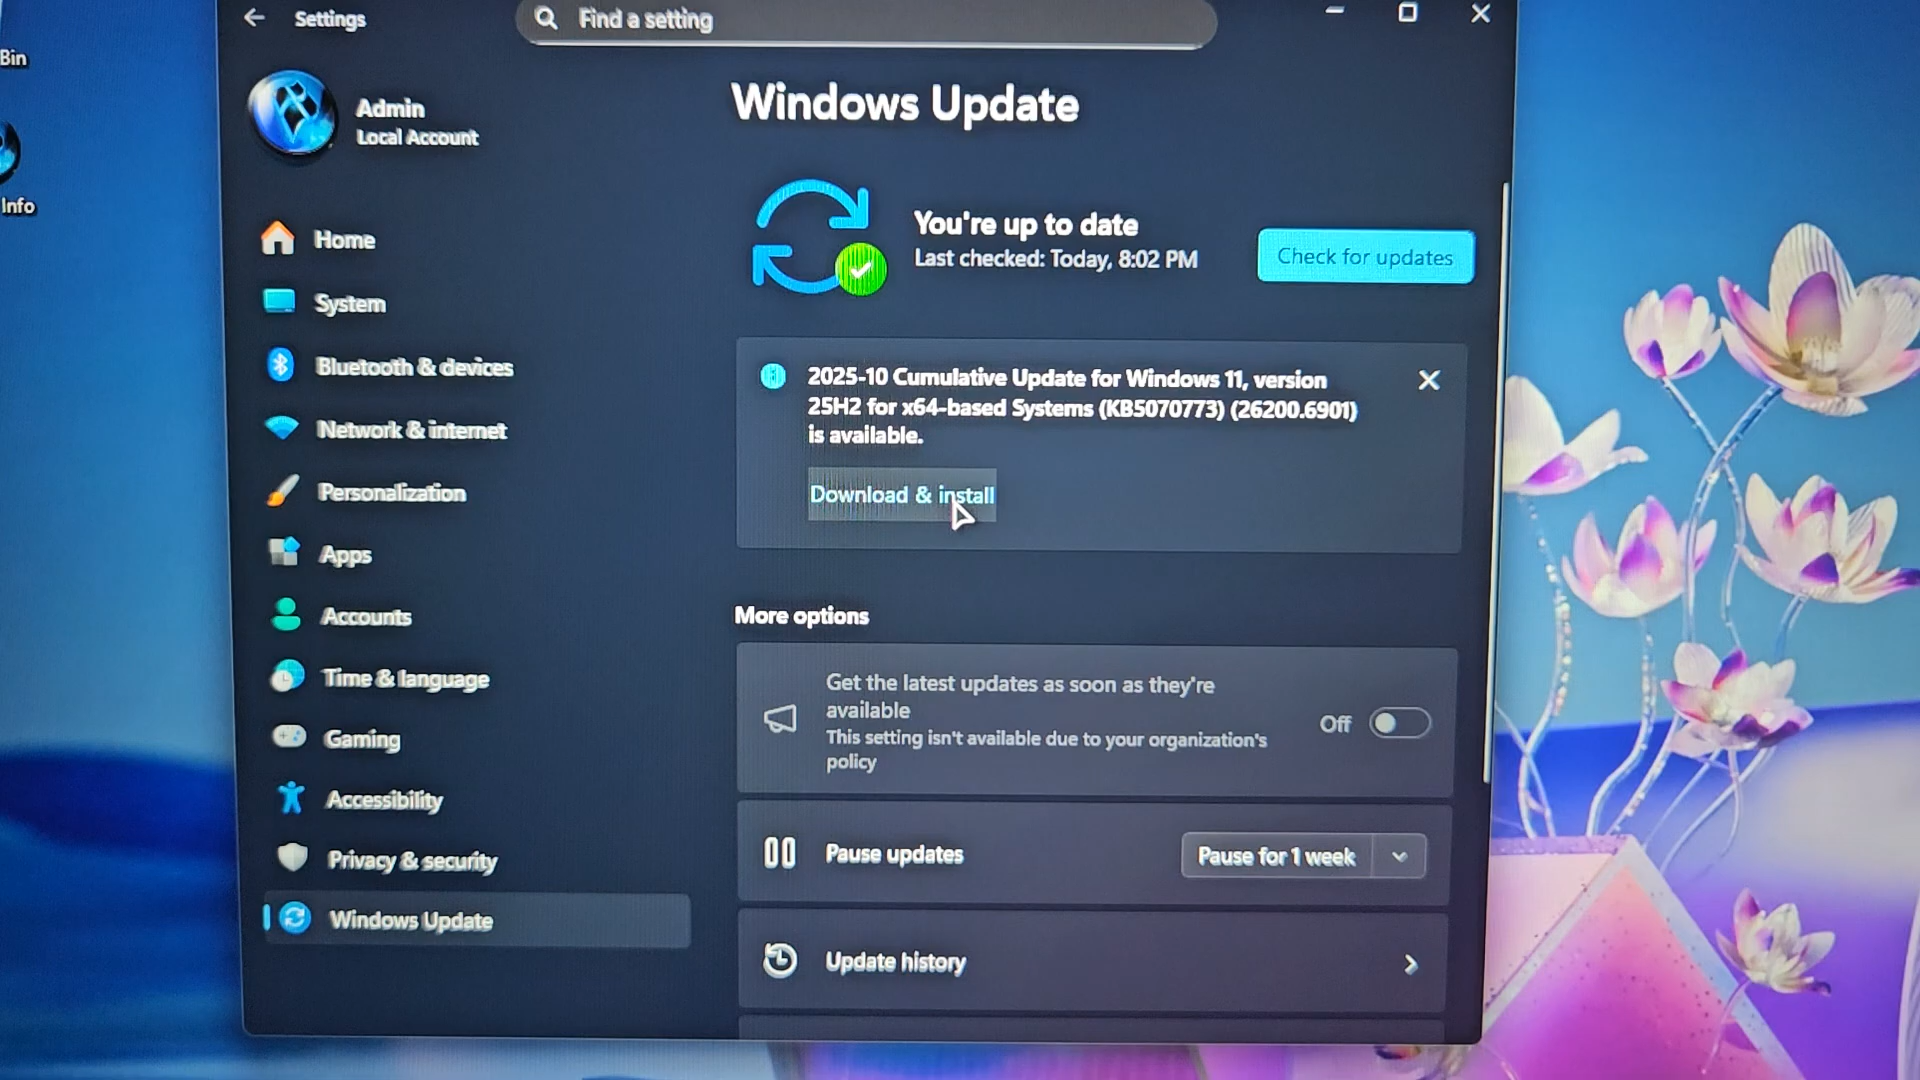 Settings
Find a setting
Bin
Info
Admin
Local Account
Home
System
Bluetooth & devices
Network & internet
Personalization
Apps
Accounts
Time & language
Gaming
Accessibility
Privacy & security
Windows Update
Windows Update
You're up to date
Last checked: Today, 8:02 PM
Check for updates
2025-10 Cumulative Update for Windows 11, version
25H2 for x64-based Systems (KB5070773) (26200.6901)
is available.
Download & install
More options
Get the latest updates as soon as they're
available
This setting isn't available due to your organization's
policy
Off
Pause updates
Pause for 1 week
Update history